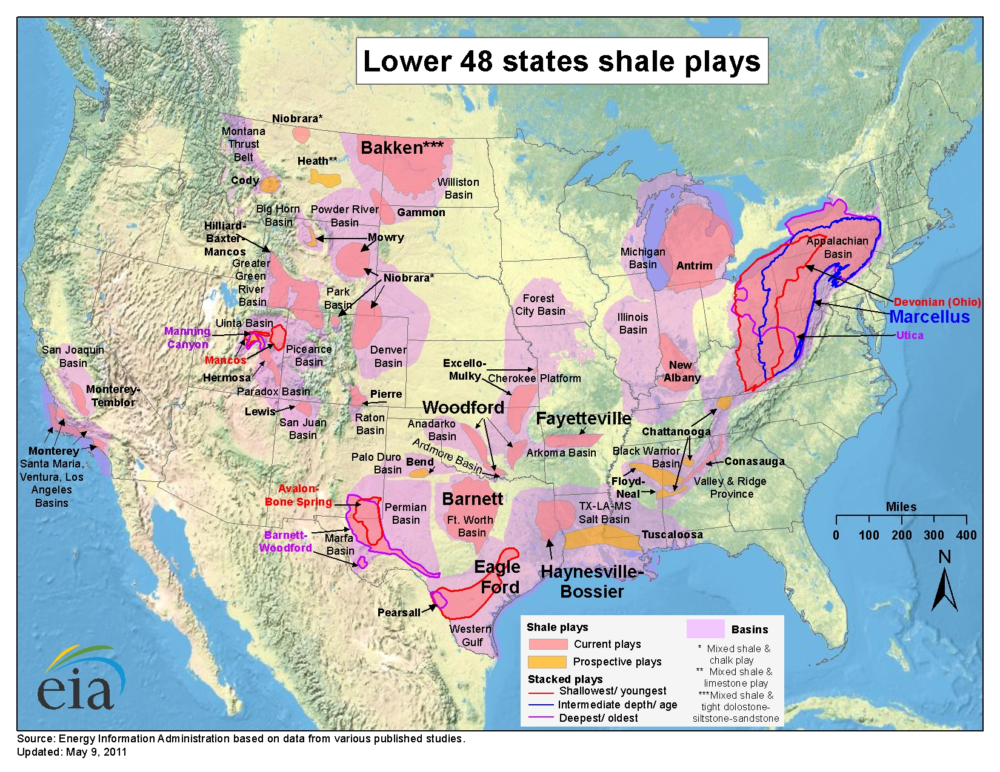 Lower 48 states shale plays
Niobrara*
Montana
Thrust
Belt
Bakken***
Heath**
Cody
Williston
Basin
Big Horn
Basin
Powder River
Basin
Gammon
Hilliard-
Baxter-
Mancos
Mowry
Appalachian
Basin
Michigan
Basin
Antrim
Greater
Green
River
Basin
Niobrara*
Park
Basin
Forest
City Basin
Illinois
Basin
Devonian (Ohio)
Marcellus
Utica
Uinta Basin
Manning
Canyon
Mancos
Piceance
Basin
Denver
Basin
San Joaquin
Basin
Hermosa
Excello-
Mulky
Cherokee Platform
New
Albany
Monterey-
Temblor
Paradox Basin
Pierre
Lewis
San Juan
Basin
Raton
Basin
Woodford
Anadarko
Basin
Fayetteville
Chattanooga
Ardmore Basin
Arkoma Basin
Black Warrior
Basin
Conasauga
Palo Duro
Basin
Bend
Monterey
Santa Maria,
Ventura, Los
Angeles
Basins
Floyd-
Neal
Valley & Ridge
Province
Avalon-
Bone Spring
Permian
Basin
Barnett
Ft. Worth
Basin
TX-LA-MS
Salt Basin
Barnett-
Woodford
Marfa
Basin
Tuscaloosa
Eagle
Ford
Haynesville-
Bossier
Pearsall
Western
Gulf
Miles
0 100 200 300 400
N
Shale plays
Current plays
Prospective plays
Stacked plays
Shallowest/ youngest
Intermediate depth/ age
Deepest/ oldest
Basins
* Mixed shale &
chalk play
** Mixed shale &
limestone play
***Mixed shale &
tight dolostone-
siltstone-sandstone
eia
Source: Energy Information Administration based on data from various published studies.
Updated: May 9, 2011